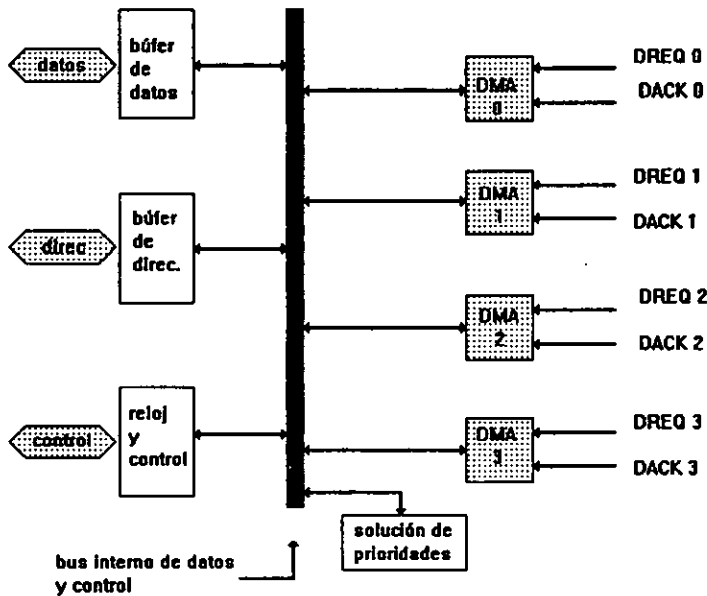 datos
búfer
de
datos
direc
búfer
de
direc.
control
reloj
y
control
DMA
0
DREQ 0
DACK 0
DMA
1
DREQ 1
DACK 1
DMA
2
DREQ 2
DACK 2
DMA
3
DREQ 3
DACK 3
solución de
prioridades
bus interno de datos
y control